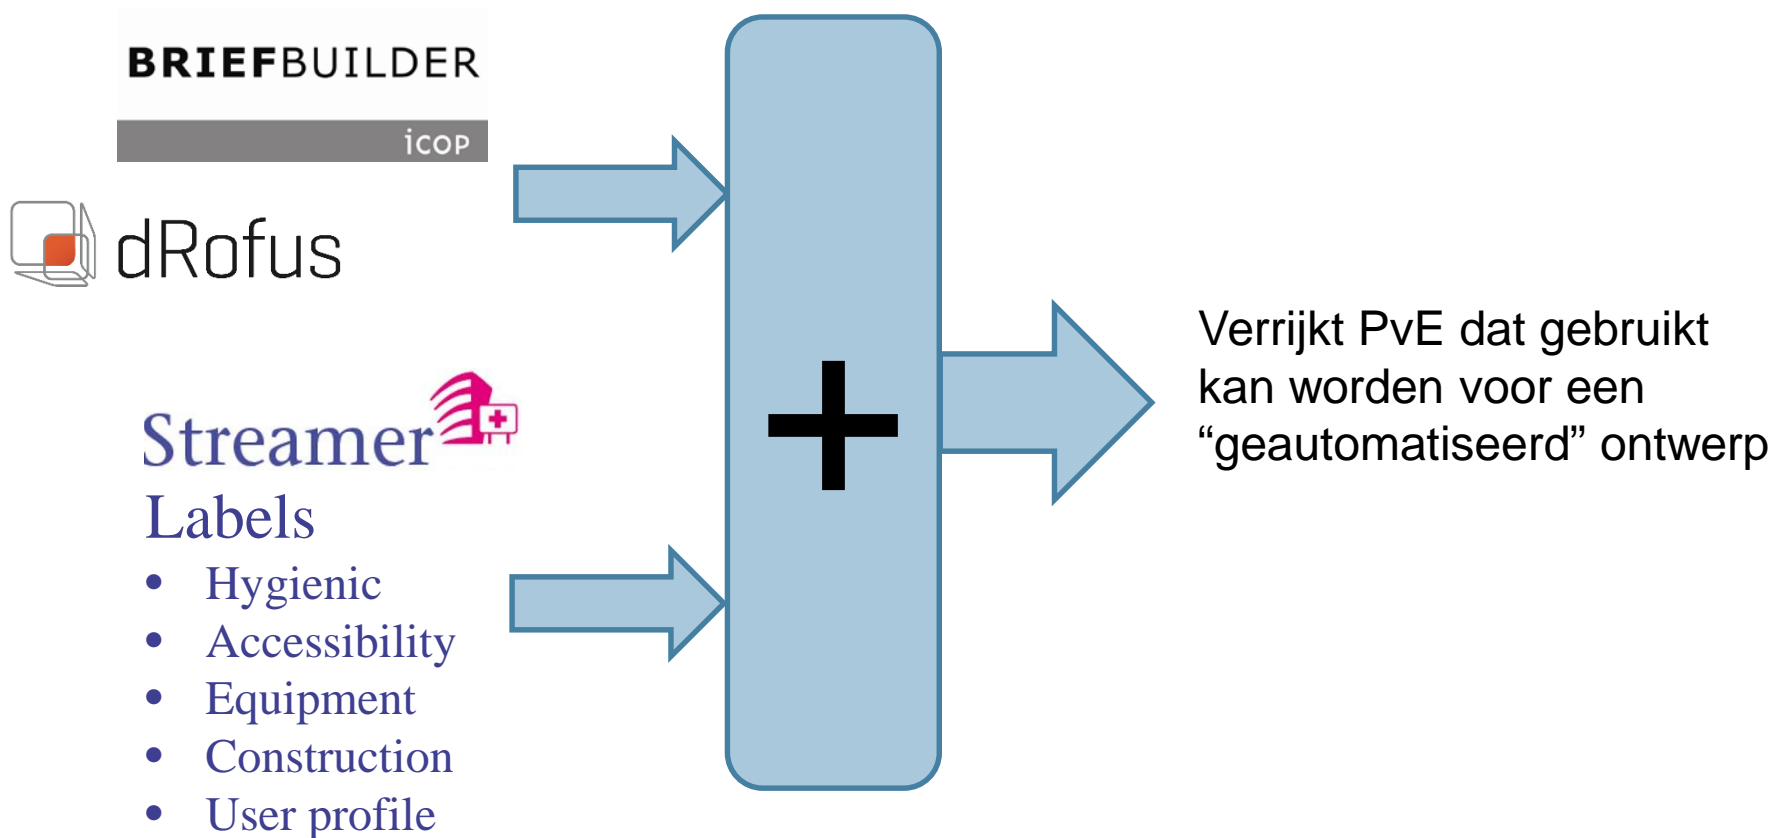 BRIEFBUILDER
icop
dRofus
Streamer
Labels
• Hygienic
• Accessibility
• Equipment
• Construction
• User profile
+
Verrijkt PvE dat gebruikt
kan worden voor een
“geautomatiseerd” ontwerp